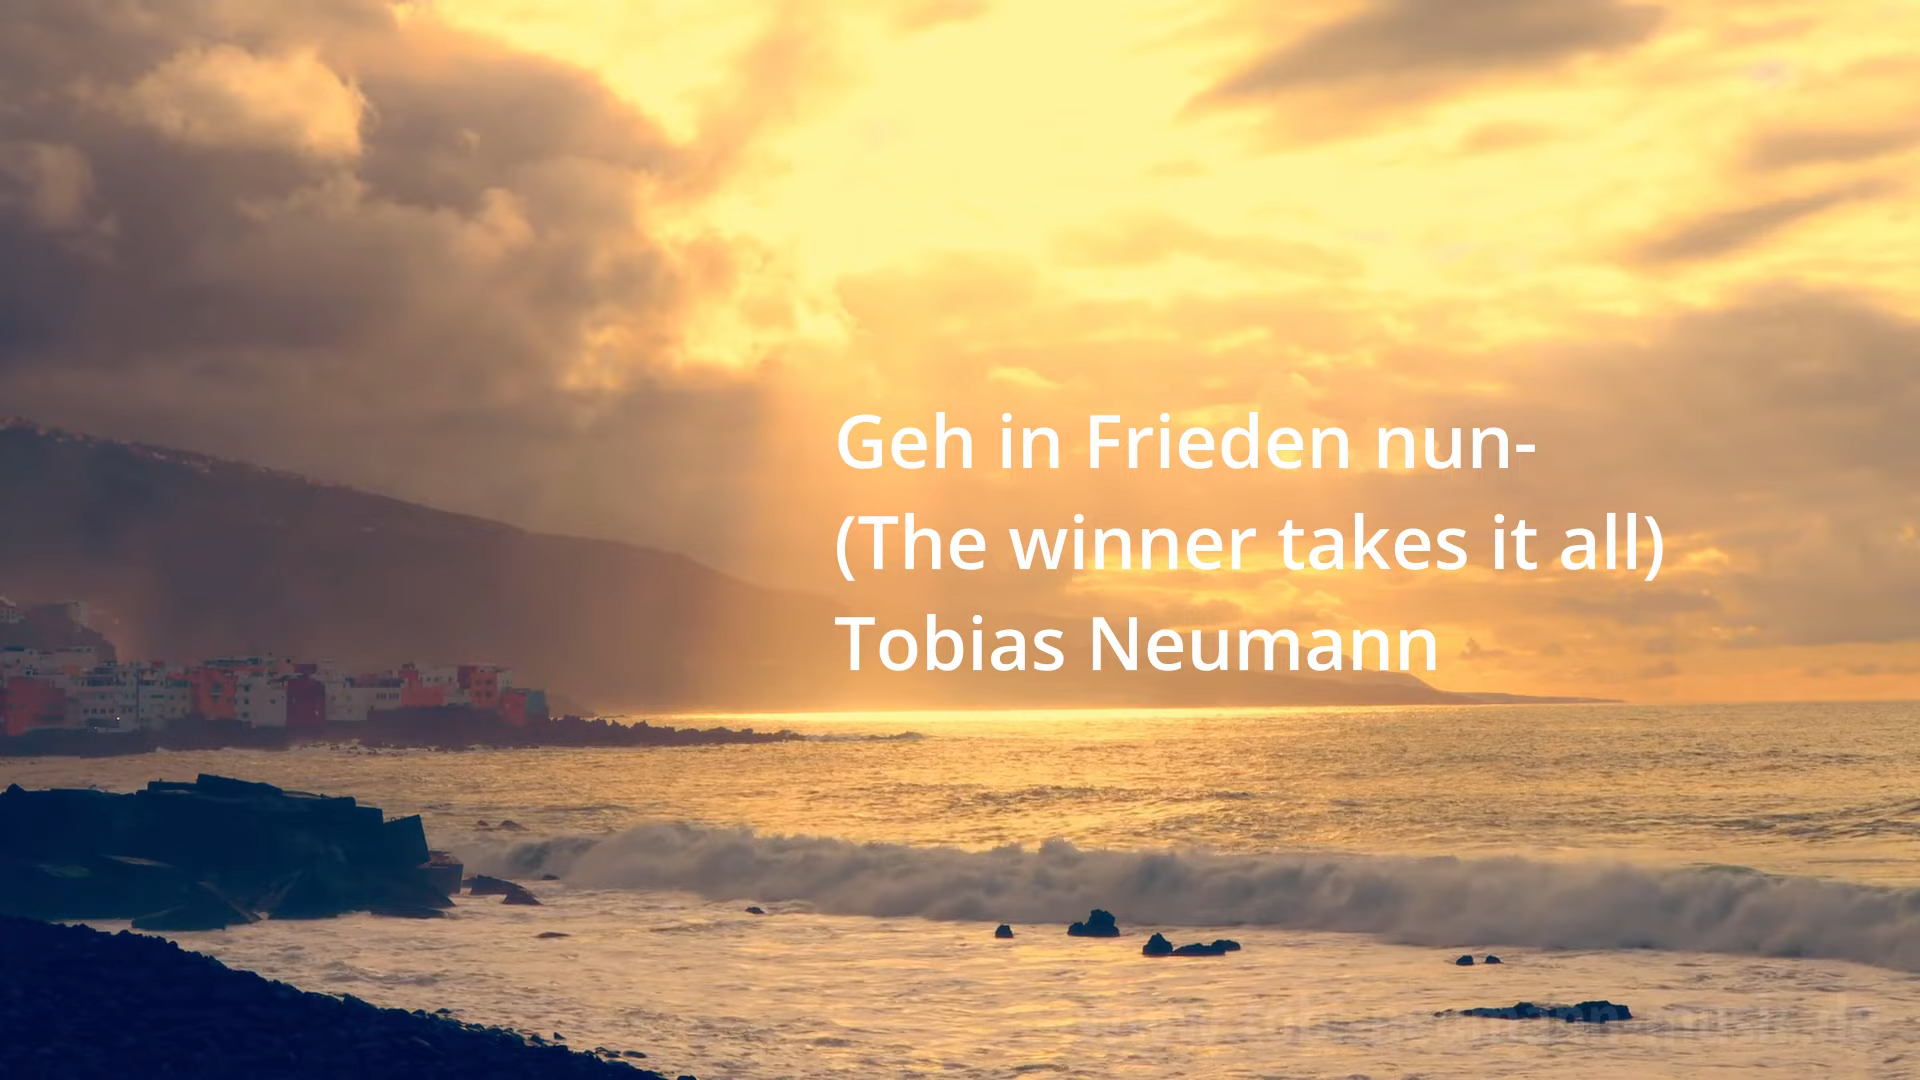 Geh in Frieden nun-
(The winner takes it all)
Tobias Neumann